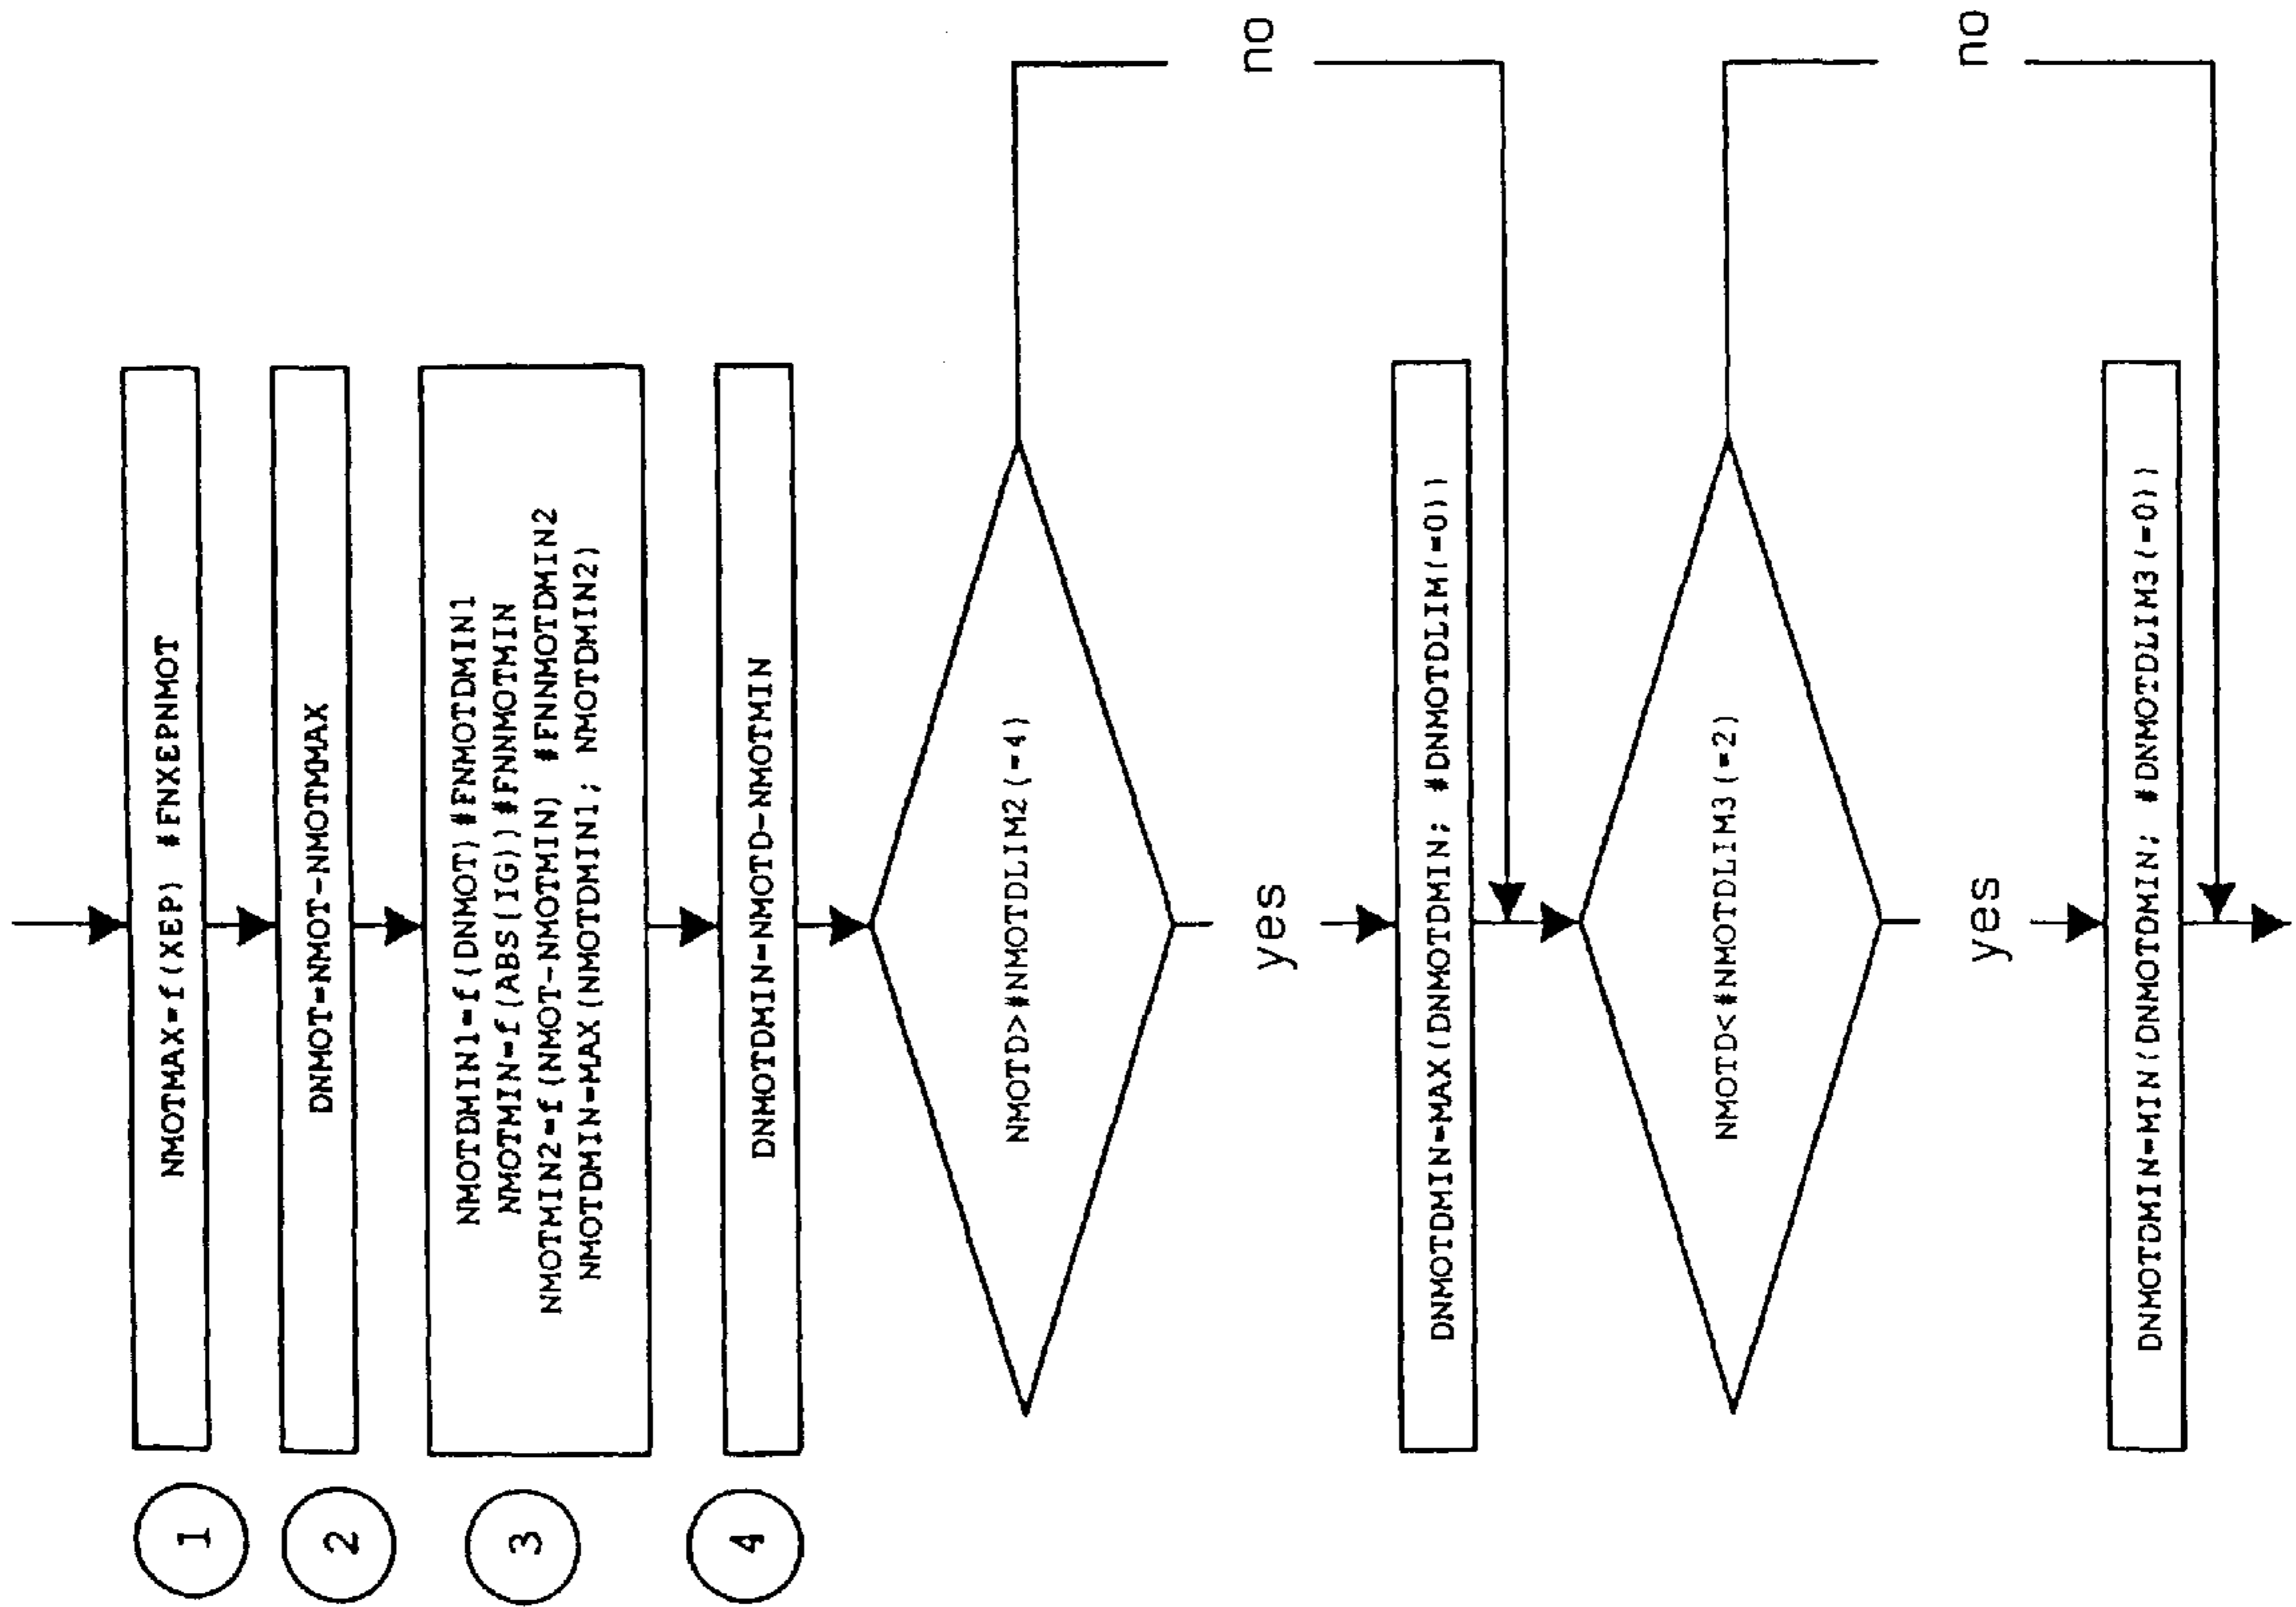 1
NMOTMAX=f(XEP) #FNXEPNMOT
2
DNMOT=NMOT-NMOTMMAX
3
NMOTDMIN1=f(DNMOT)#FNMOTDMIN1
NMOTMIN=f(ABS(IG))#FNNMOTMIN
NMOTMIN2=f(NMOT-NMOTMIN) #FNNMOTDMIN2
NMOTDMIN=MAX(NMOTDMIN1; NMOTDMIN2)
4
DNMOTDMIN=NMOTD-NMOTMIN
NMOTD>#NMOTDLIM2(=4)
no
yes
DNMOTDMIN=MAX(DNMOTDMIN; #DNMOTDLIM(=0))
NMOTD<#NMOTDLIM3(=2)
no
yes
DNMOTDMIN=MIN(DNMOTDMIN; #DNMOTDLIM3(=0))